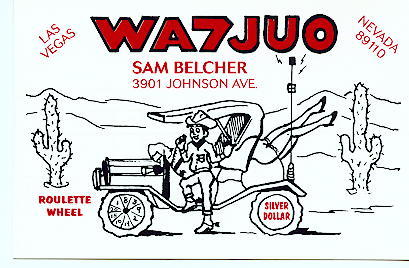 LAS
VEGAS
WA7JUO
NEVADA
89110
SAM BELCHER
3901 JOHNSON AVE.
ROULETTE
WHEEL
SILVER
DOLLAR